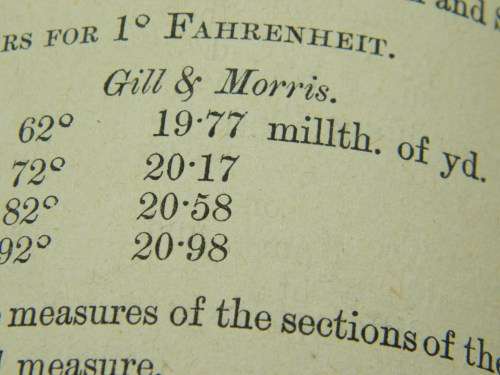 and s
RS FOR 1° FAHRENHEIT.
Gill & Morris.
62° 19·77 millth. of yd.
72° 20·17
82° 20·58
92° 20·98
measures of the sections of the
measure.